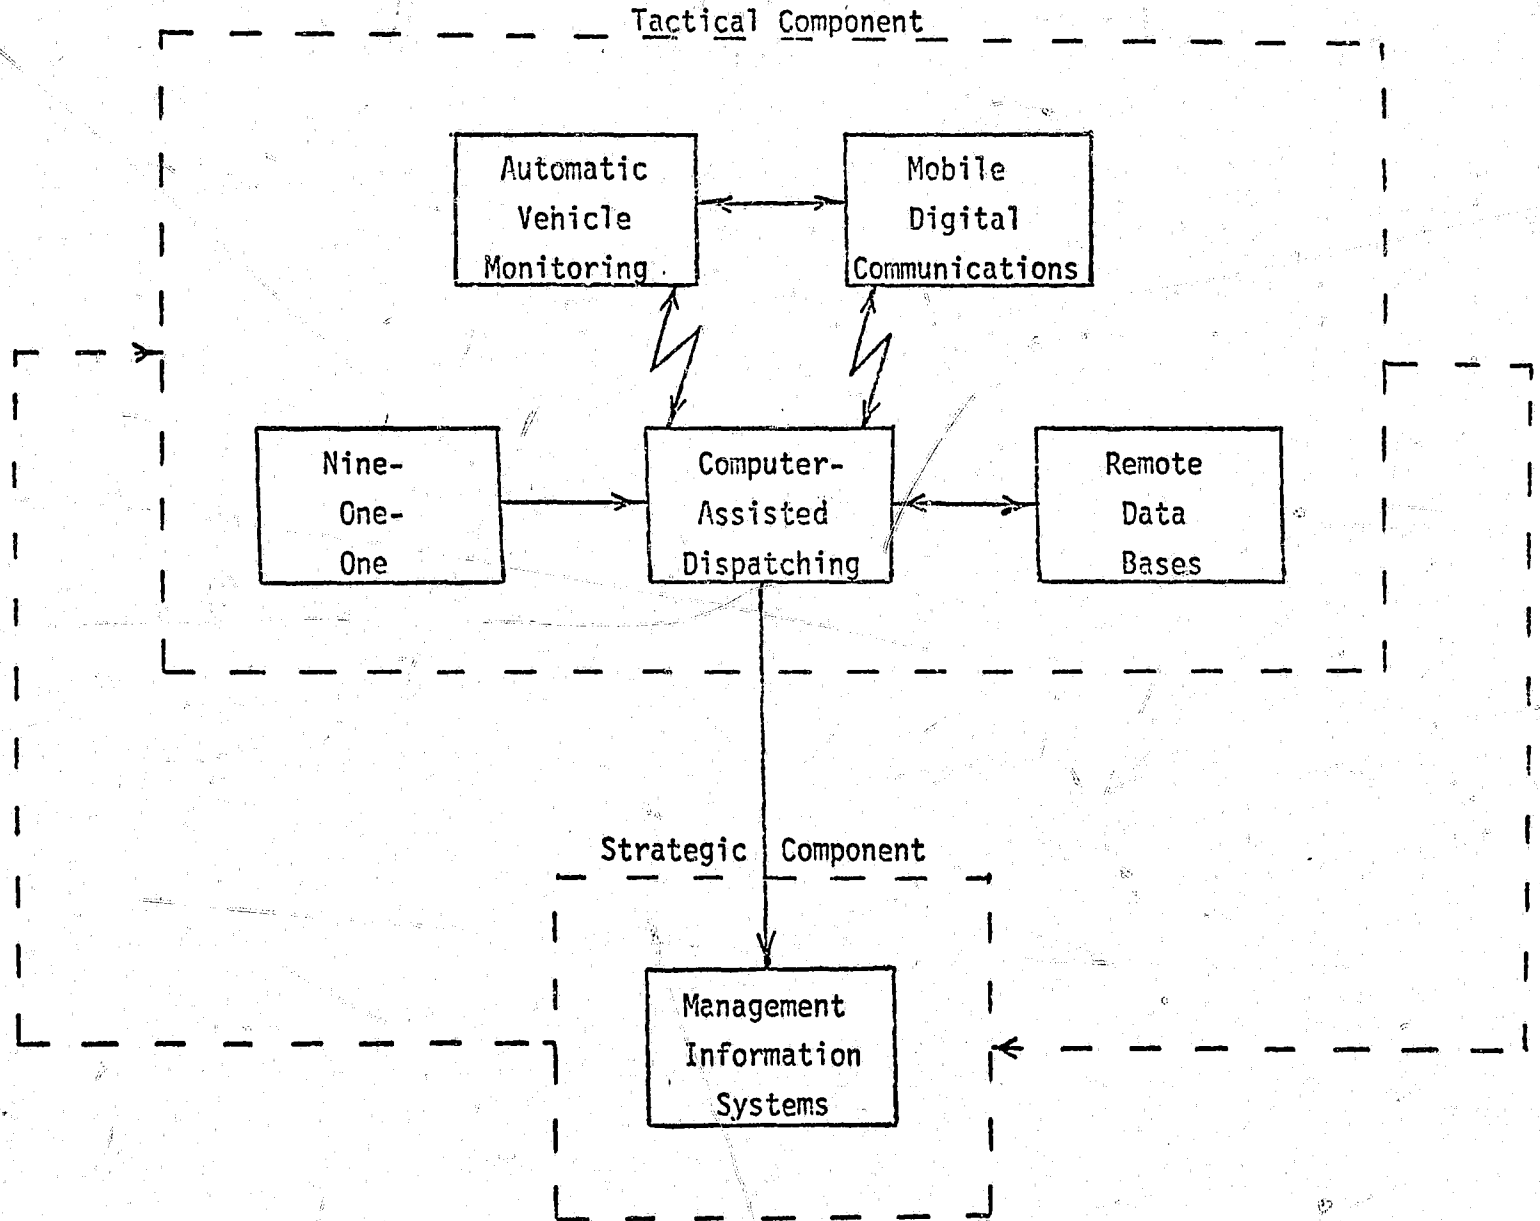 Tactical Component
Automatic
Vehicle
Monitoring
Mobile
Digital
Communications
Nine-
One-
One
Computer-
Assisted
Dispatching
Remote
Data
Bases
Strategic Component
Management
Information
Systems